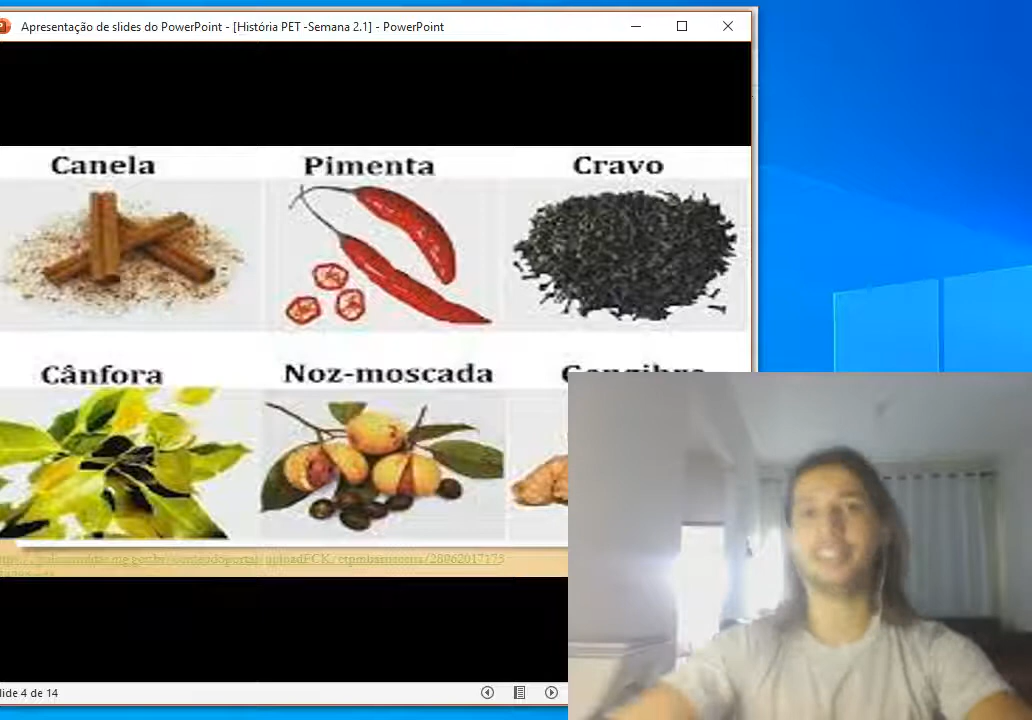 Apresentação de slides do PowerPoint - [História PET -Semana 2.1] - PowerPoint
Canela Pimenta Cravo
Cânfora Noz-moscada
lide 4 de 14